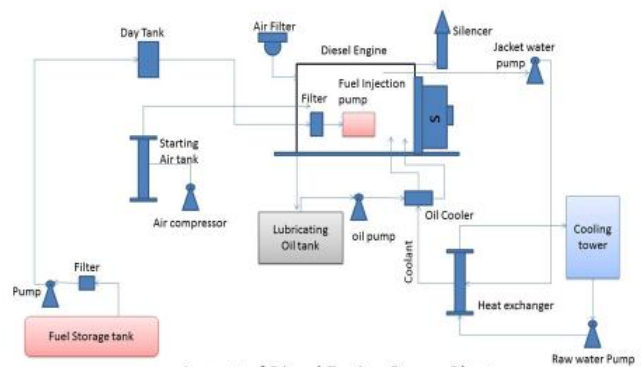 Air Filter
Silencer
Day Tank
Diesel Engine
Jacket water
pump
Fuel Injection
pump
Filter
S
Starting
Air tank
Air compressor
Oil Cooler
Lubricating
Oil tank
oil pump
Coolant
Cooling
tower
Filter
Pump
Heat exchanger
Fuel Storage tank
Raw water Pump